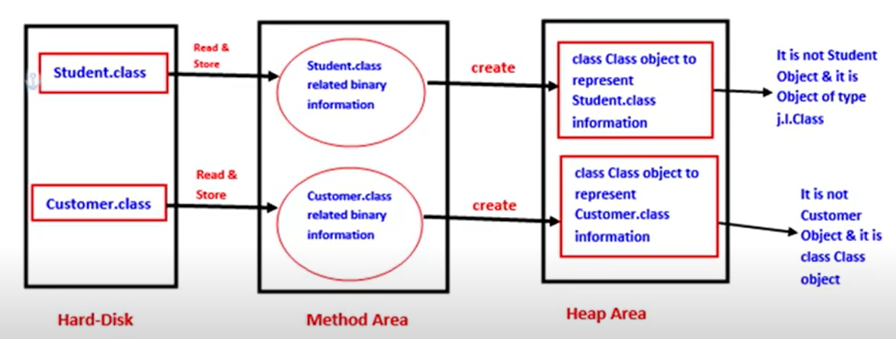 Student.class
Read &
Store
Student.class
related binary
information
create
class Class object to
represent
Student.class
information
It is not Student
Object & it is
Object of type
j.l.Class
Customer.class
Read &
Store
Customer.class
related binary
information
create
class Class object to
represent
Customer.class
information
It is not
Customer
Object & it is
class Class
object
Hard-Disk
Method Area
Heap Area